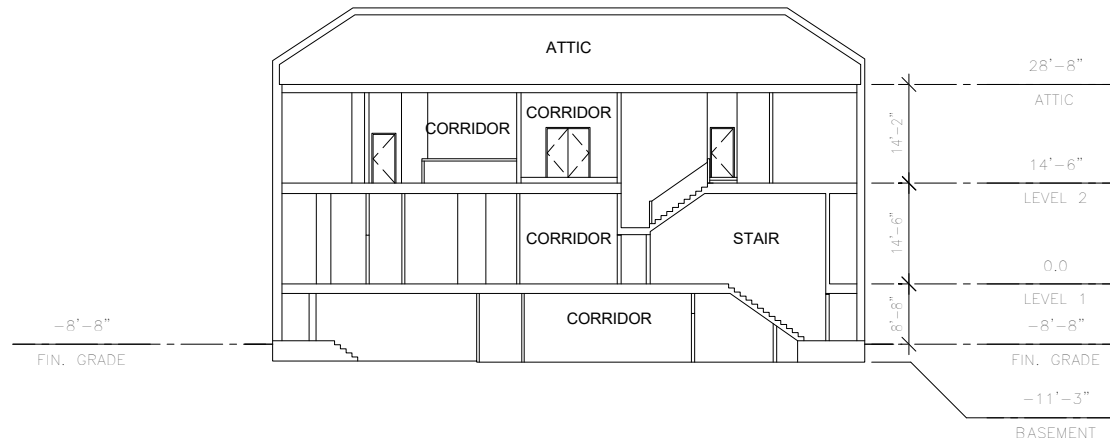 ATTIC
28'-8"
ATTIC
CORRIDOR
CORRIDOR
14'-2"
14'-6"
LEVEL 2
CORRIDOR
STAIR
14'-6"
0.0
LEVEL 1
CORRIDOR
8'-8"
-8'-8"
FIN. GRADE
-8'-8"
FIN. GRADE
-11'-3"
BASEMENT